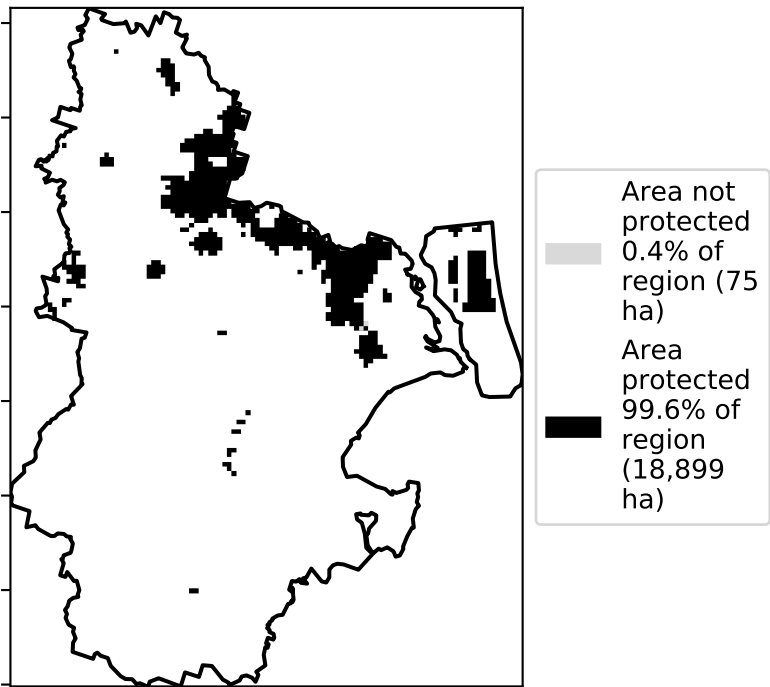 Area not
protected
0.4% of
region (75
ha)
Area
protected
99.6% of
region
(18,899
ha)